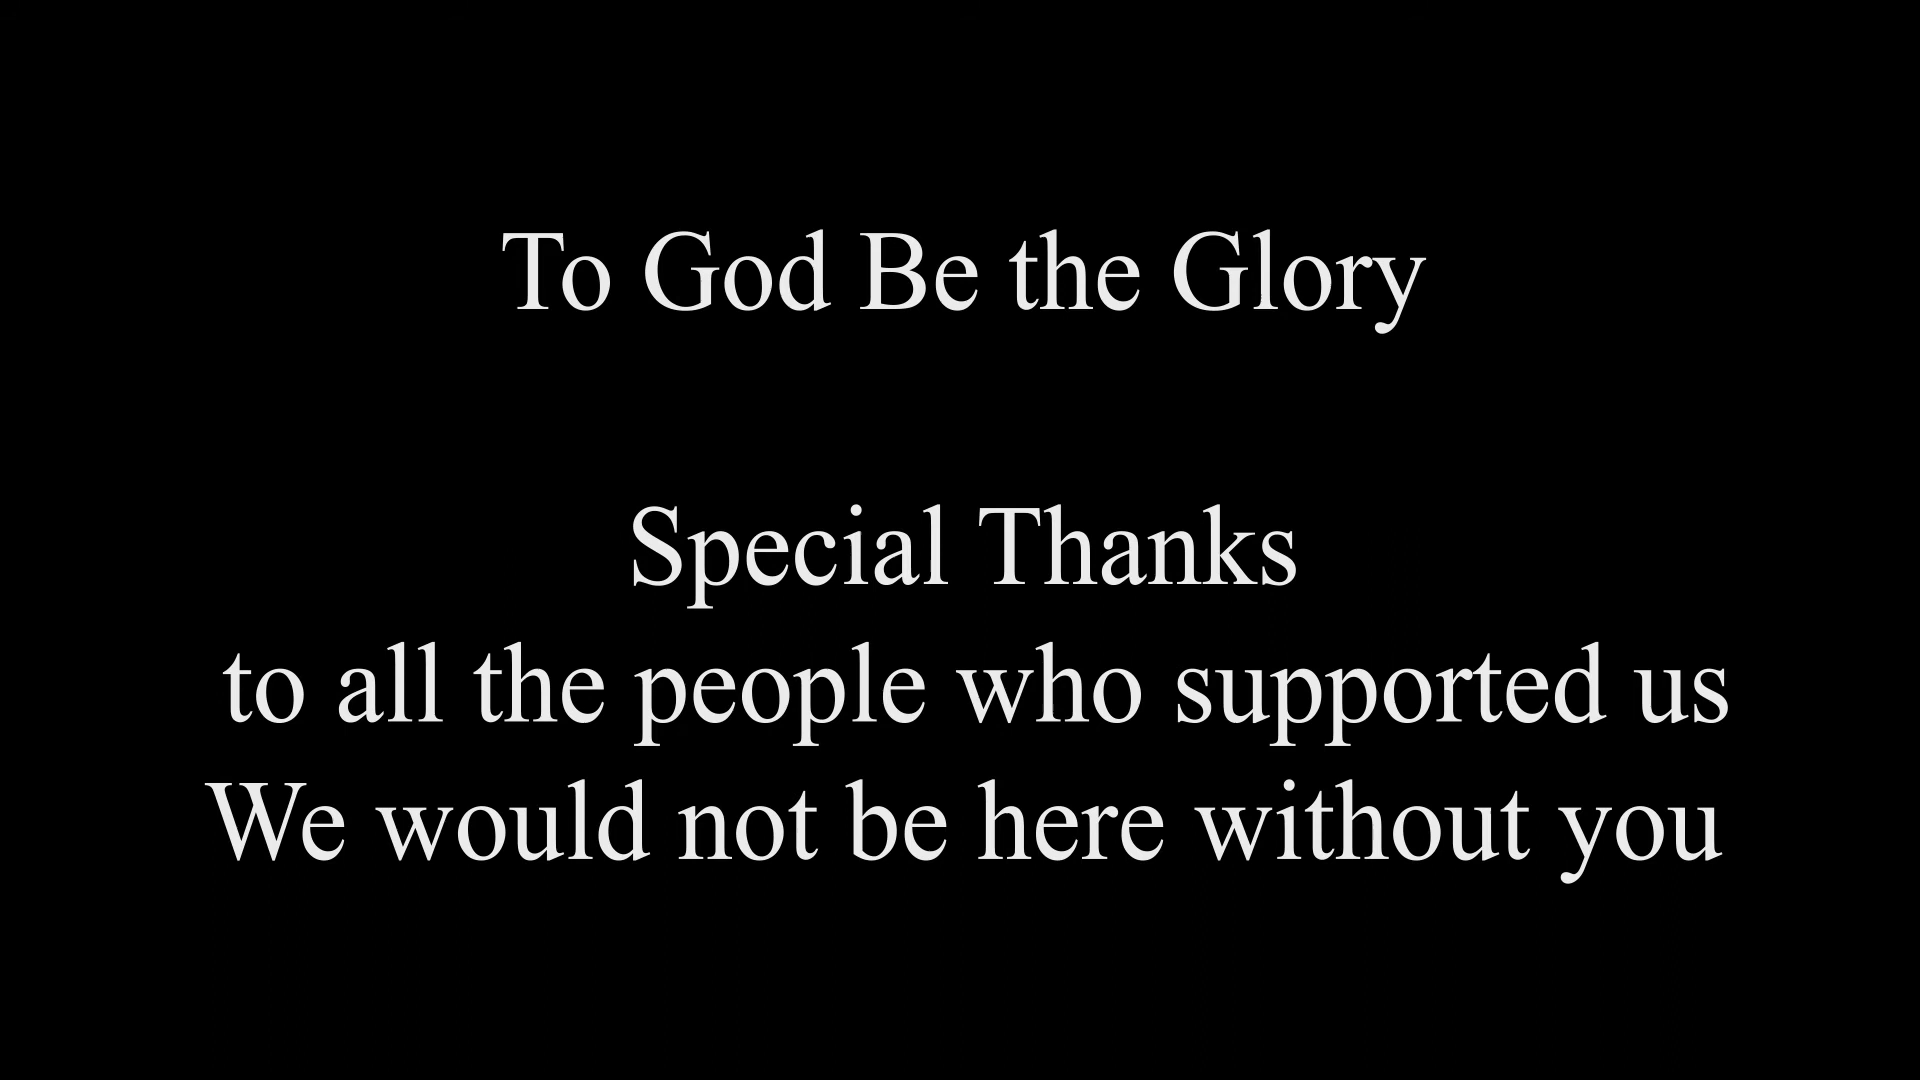 To God Be the Glory
Special Thanks
to all the people who supported us
We would not be here without you